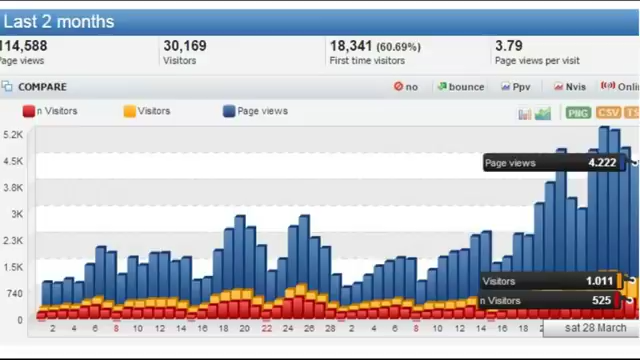 Last 2 months
114,588 30,169 18,341 (60.69%) 3.79
Page views Visitors First time visitors Page views per visit
COMPARE no bounce Ppv Nvis Onli
n Visitors Visitors Page views
PNG CSV TS
5.2K
4.5K
Page views 4.222
3.8K
3K
2.3K
1.5K
Visitors 1.011
740
n Visitors 525
0
2 4 6 8 10 12 14 16 18 20 22 24 26 28 2 4 6 8 10 12 14 16 18 2
sat 28 March